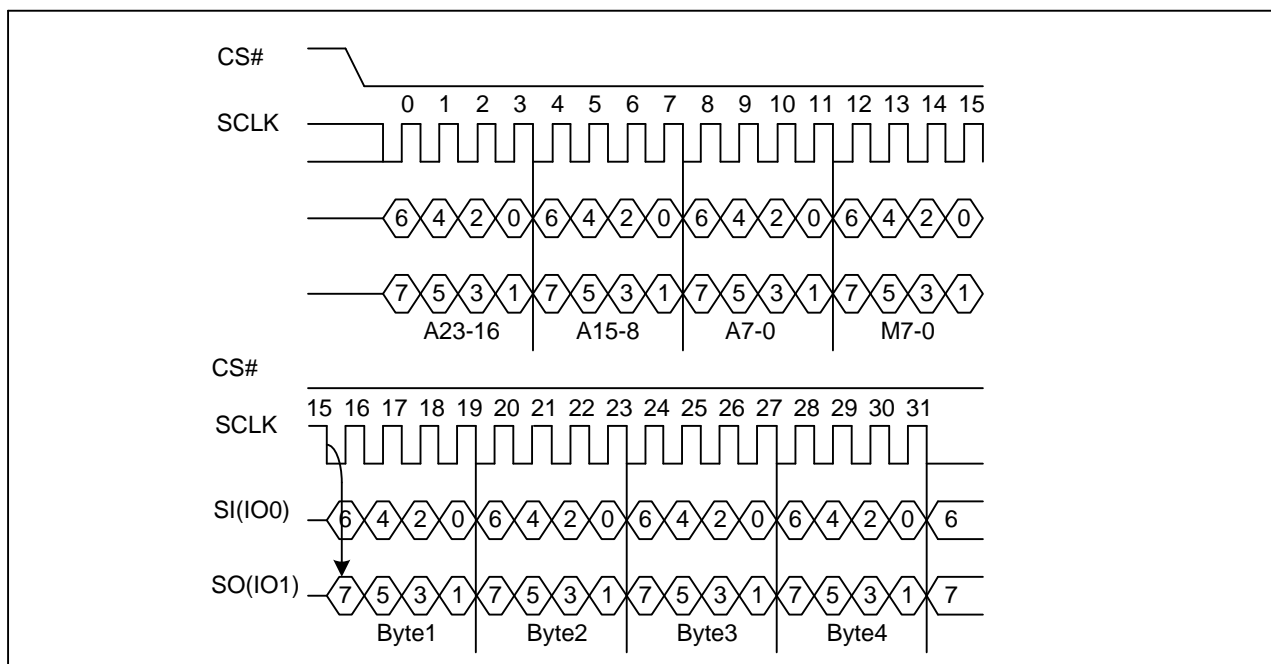 CS#
0 1 2 3 4 5 6 7 8 9 10 11 12 13 14 15
SCLK
6 4 2 0 6 4 2 0 6 4 2 0 6 4 2 0
7 5 3 1 7 5 3 1 7 5 3 1 7 5 3 1
A23-16 A15-8 A7-0 M7-0
CS#
15 16 17 18 19 20 21 22 23 24 25 26 27 28 29 30 31
SCLK
SI(IO0) 6 4 2 0 6 4 2 0 6 4 2 0 6 4 2 0 6
SO(IO1) 7 5 3 1 7 5 3 1 7 5 3 1 7 5 3 1 7
Byte1 Byte2 Byte3 Byte4